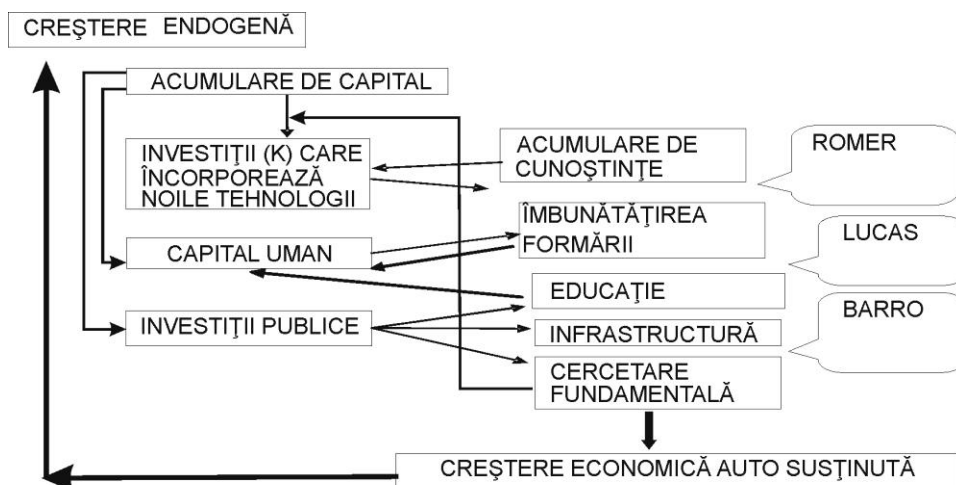 CREŞTERE ENDOGENĂ
ACUMULARE DE CAPITAL
INVESTIŢII (K) CARE
ÎNCORPOREAZĂ
NOILE TEHNOLOGII
ACUMULARE DE
CUNOŞTINŢE
ROMER
ÎMBUNĂTĂŢIREA
FORMĂRII
LUCAS
CAPITAL UMAN
EDUCAŢIE
BARRO
INVESTIŢII PUBLICE
INFRASTRUCTURĂ
CERCETARE
FUNDAMENTALĂ
CREŞTERE ECONOMICĂ AUTO SUSŢINUTĂ